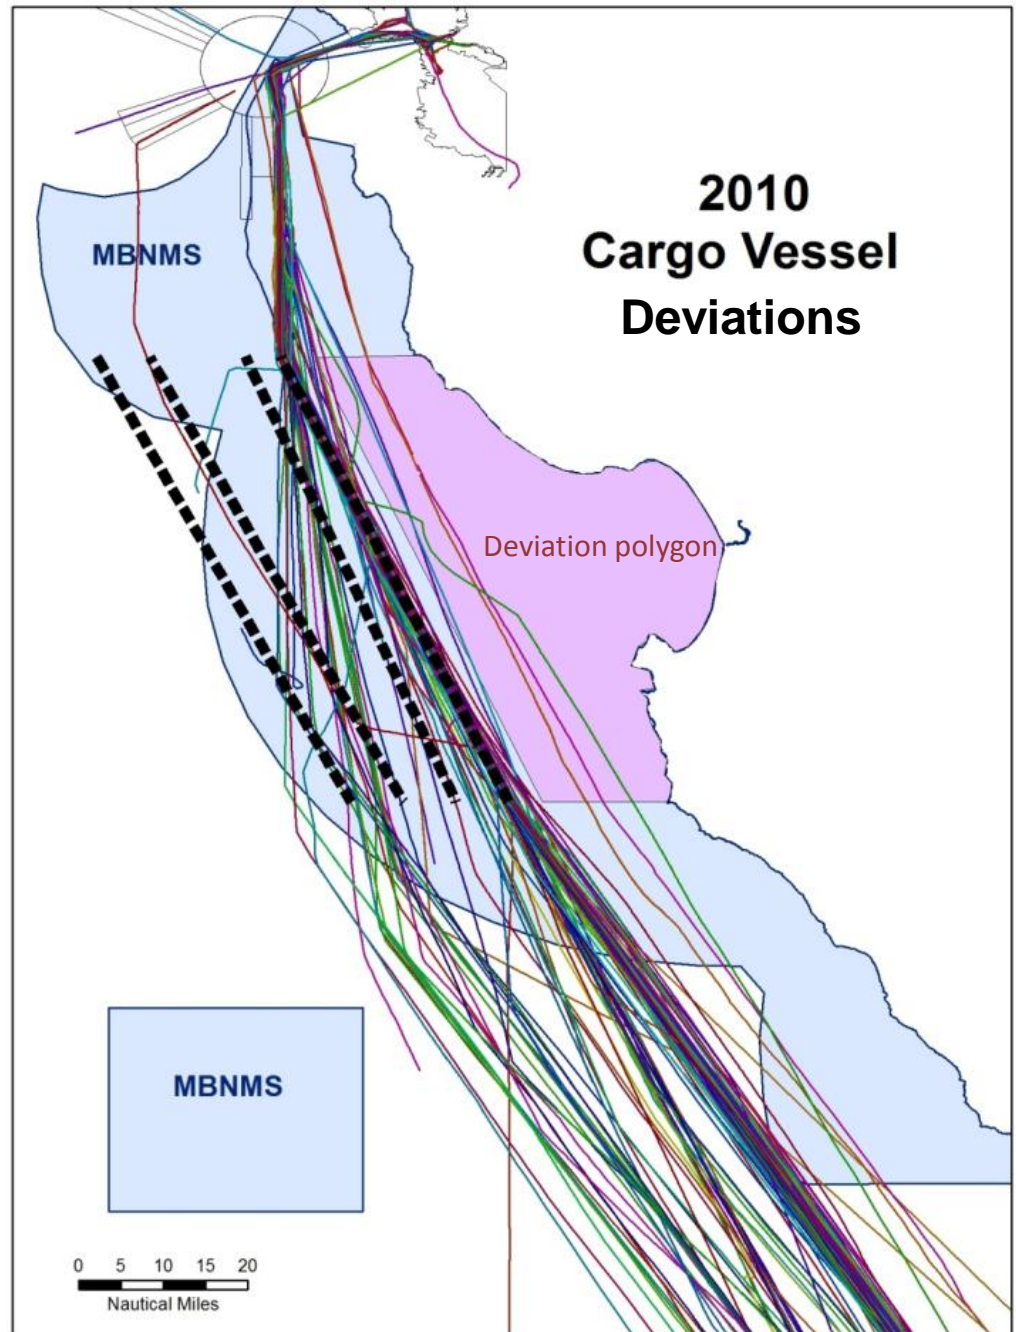 2010
Cargo Vessel
Deviations
MBNMS
Deviation polygon
MBNMS
0 5 10 15 20
Nautical Miles